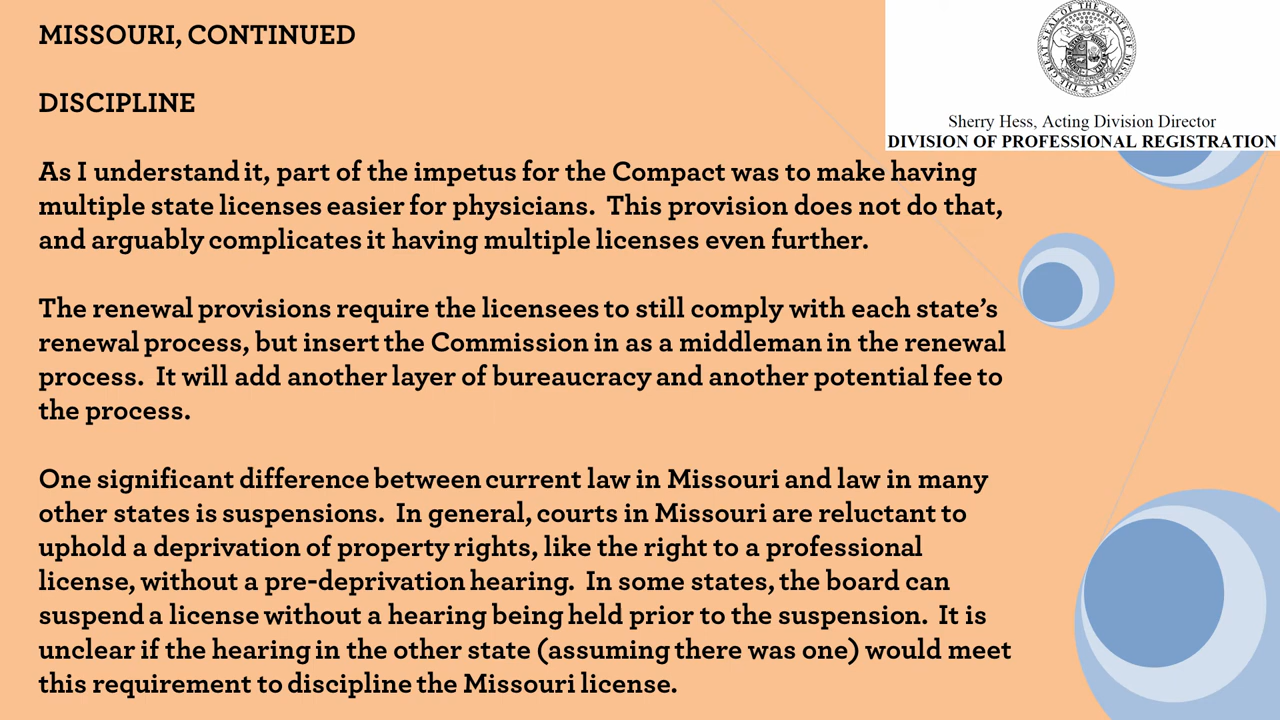 MISSOURI, CONTINUED
THE GREAT SEAL OF THE STATE OF MISSOURI
Sherry Hess, Acting Division Director
DIVISION OF PROFESSIONAL REGISTRATION
DISCIPLINE
As I understand it, part of the impetus for the Compact was to make having
multiple state licenses easier for physicians.  This provision does not do that,
and arguably complicates it having multiple licenses even further.
The renewal provisions require the licensees to still comply with each state’s
renewal process, but insert the Commission in as a middleman in the renewal
process.  It will add another layer of bureaucracy and another potential fee to
the process.
One significant difference between current law in Missouri and law in many
other states is suspensions.  In general, courts in Missouri are reluctant to
uphold a deprivation of property rights, like the right to a professional
license, without a pre-deprivation hearing.  In some states, the board can
suspend a license without a hearing being held prior to the suspension.  It is
unclear if the hearing in the other state (assuming there was one) would meet
this requirement to discipline the Missouri license.